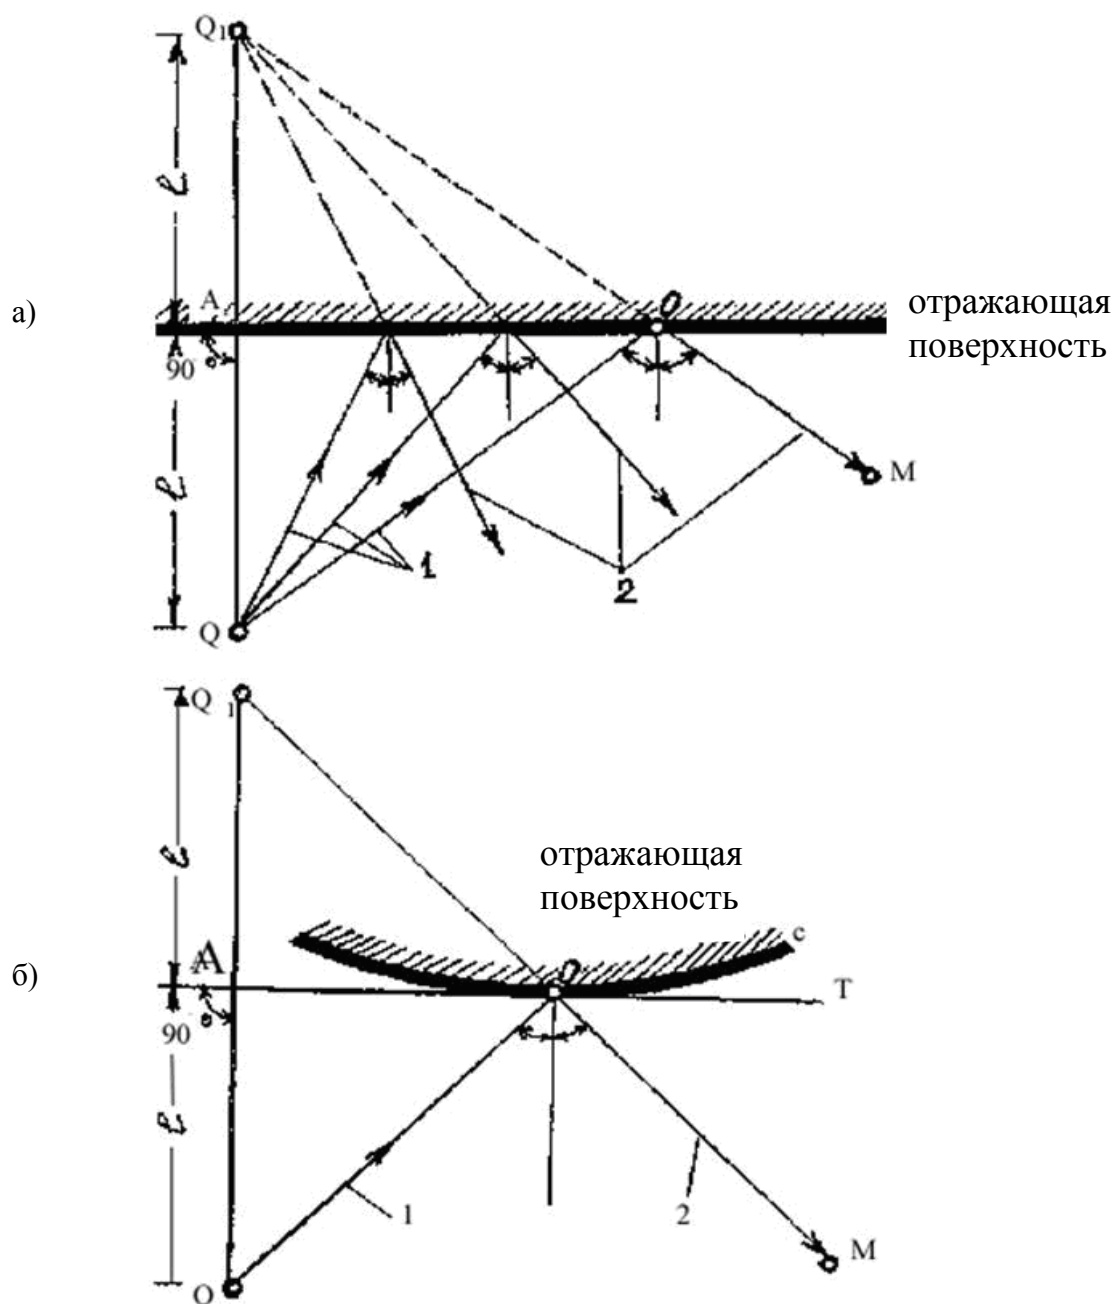 а)
Q1
ℓ
A
90°
ℓ
Q
O
M
1
2
отражающая
поверхность
б)
Q1
ℓ
A
90°
ℓ
Q
отражающая
поверхность
O
c
T
1
2
M